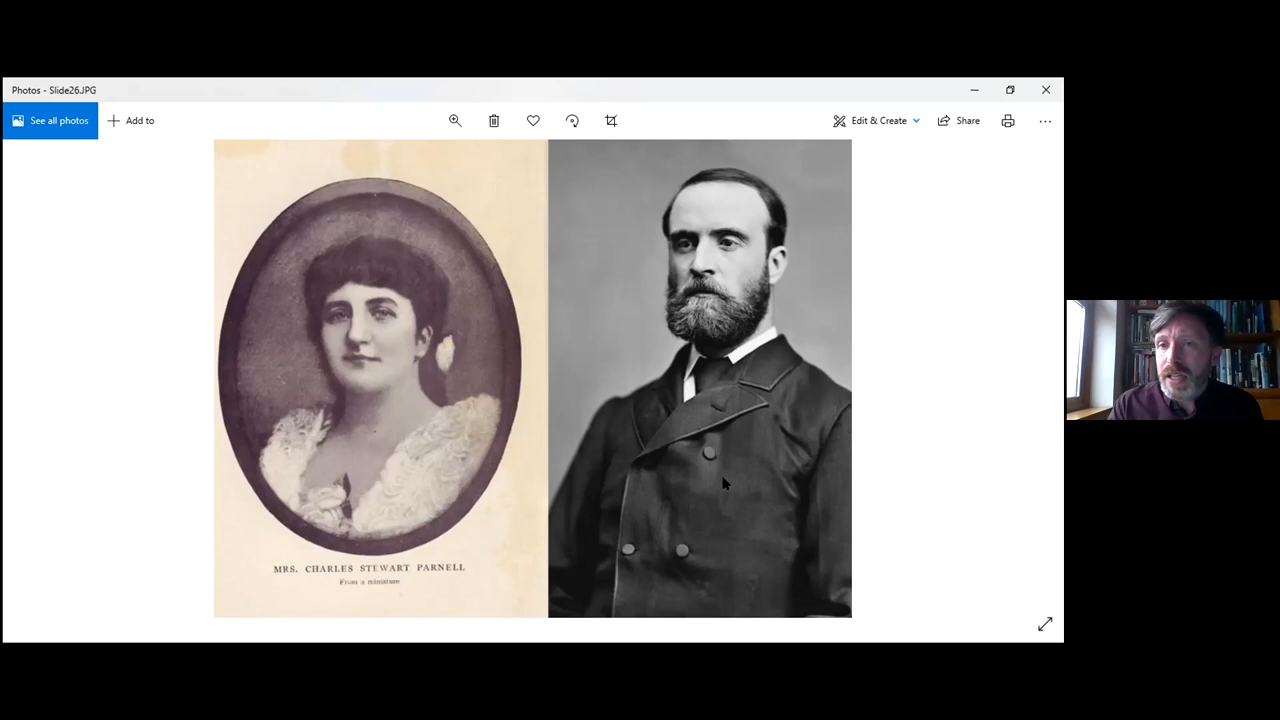 Photos - Slide26.JPG
See all photos
Add to
Edit & Create
Share
MRS. CHARLES STEWART PARNELL
From a miniature